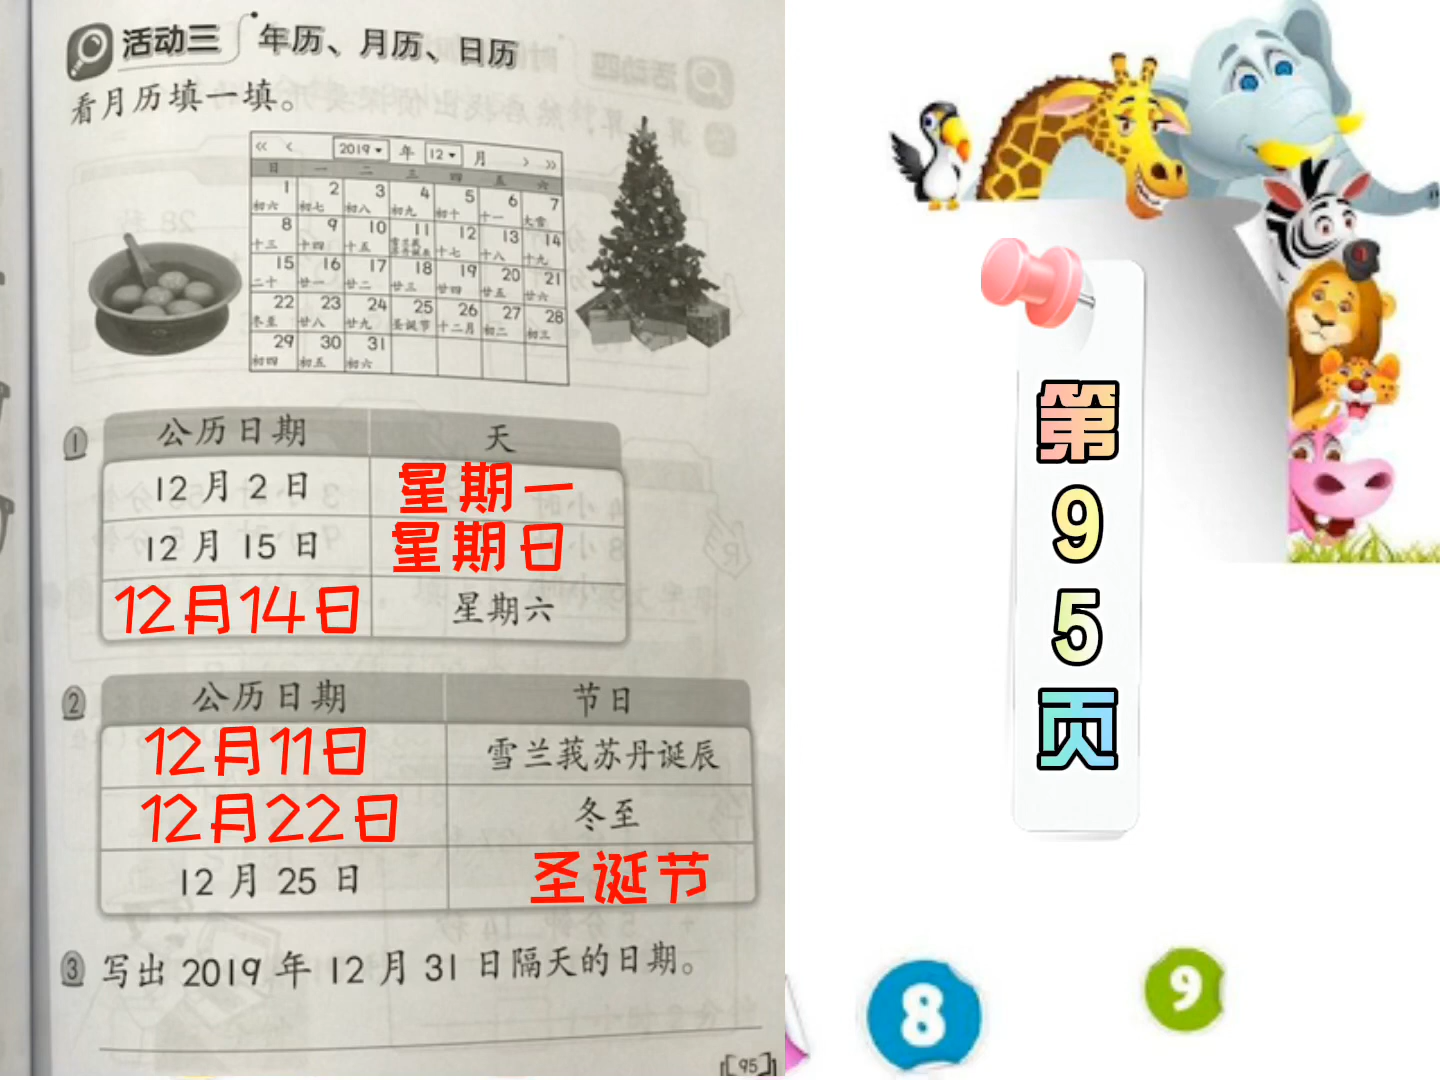 活动三 年历、月历、日历
看月历填一填。
« ‹ 2019 年 12 月 › »
日 一 二 三 四 五 六
1 2 3 4 5 6 7
初六 初七 初八 初九 初十 十一 大雪
8 9 10 11 12 13 14
十三 十四 十五 十七 十八 十九
15 16 17 18 19 20 21
二十 廿一 廿二 廿三 廿四 廿五 廿六
22 23 24 25 26 27 28
冬至 廿八 廿九 圣诞节 十二月 初二 初三
29 30 31
初四 初五 初六
1 公历日期 天
12月2日 星期一
12月15日 星期日
12月14日 星期六
2 公历日期 节日
12月11日 雪兰莪苏丹诞辰
12月22日 冬至
12月25日 圣诞节
3 写出 2019 年 12 月 31 日隔天的日期。
95
第
9
5
页
8 9